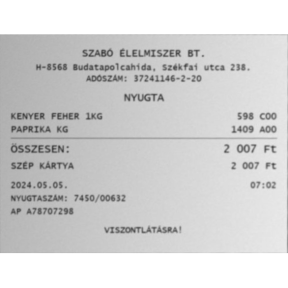 SZABÓ ÉLELMISZER BT.
H-8568 Budatapolcahida, Székfai utca 238.
ADÓSZÁM: 37241146-2-20
NYUGTA
KENYER FEHER 1KG 598 C00
PAPRIKA KG 1409 A00
ÖSSZESEN: 2 007 Ft
SZÉP KÁRTYA 2 007 Ft
2024.05.05. 07:02
NYUGTASZÁM: 7450/00632
AP A78707298
VISZONTLÁTÁSRA!